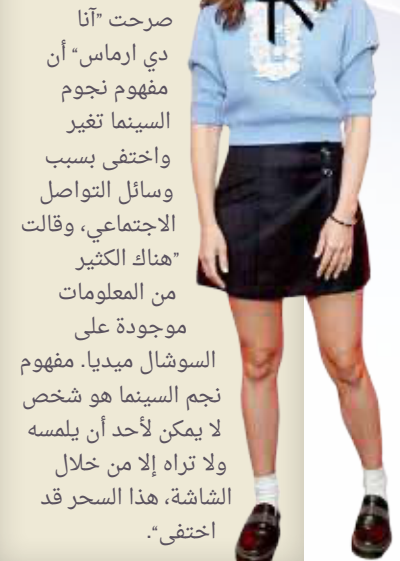 صرحت ”آنا
دي ارماس“ أن
مفهوم نجوم
السينما تغير
واختفى بسبب
وسائل التواصل
الاجتماعي، وقالت
”هناك الكثير
من المعلومات
موجودة على
السوشال ميديا. مفهوم
نجم السينما هو شخص
لا يمكن لأحد أن يلمسه
ولا تراه إلا من خلال
الشاشة، هذا السحر قد
اختفى“.